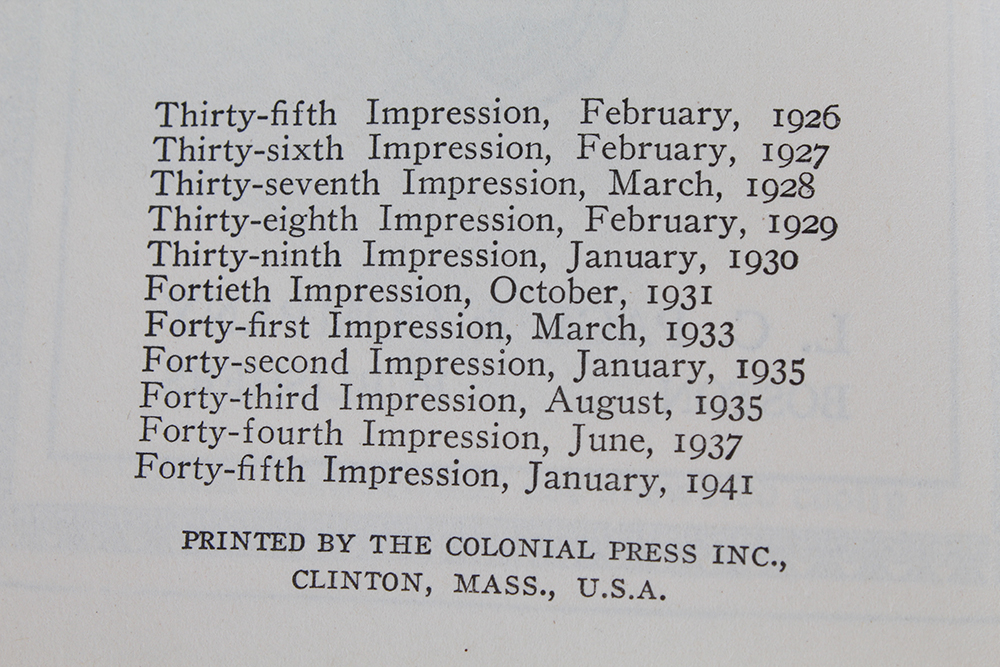 Thirty-fifth Impression, February, 1926
Thirty-sixth Impression, February, 1927
Thirty-seventh Impression, March, 1928
Thirty-eighth Impression, February, 1929
Thirty-ninth Impression, January, 1930
Fortieth Impression, October, 1931
Forty-first Impression, March, 1933
Forty-second Impression, January, 1935
Forty-third Impression, August, 1935
Forty-fourth Impression, June, 1937
Forty-fifth Impression, January, 1941
PRINTED BY THE COLONIAL PRESS INC.,
CLINTON, MASS., U.S.A.